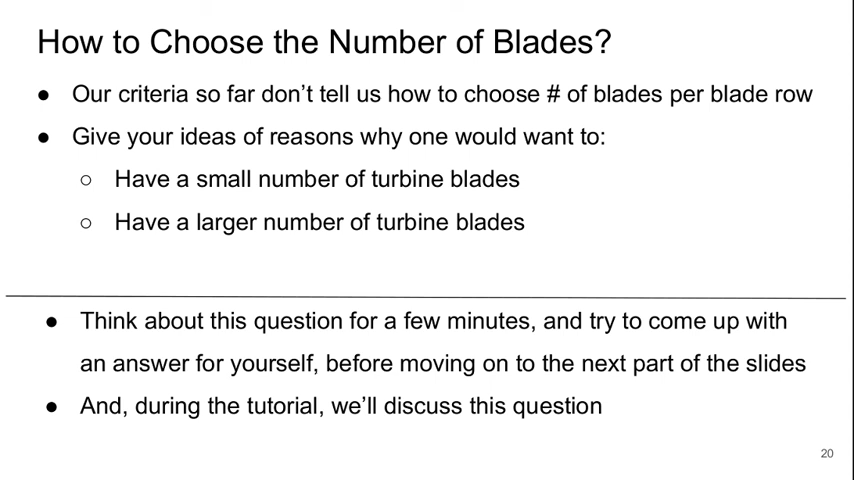 How to Choose the Number of Blades?
● Our criteria so far don't tell us how to choose # of blades per blade row
● Give your ideas of reasons why one would want to:
○ Have a small number of turbine blades
○ Have a larger number of turbine blades
● Think about this question for a few minutes, and try to come up with
an answer for yourself, before moving on to the next part of the slides
● And, during the tutorial, we'll discuss this question
20